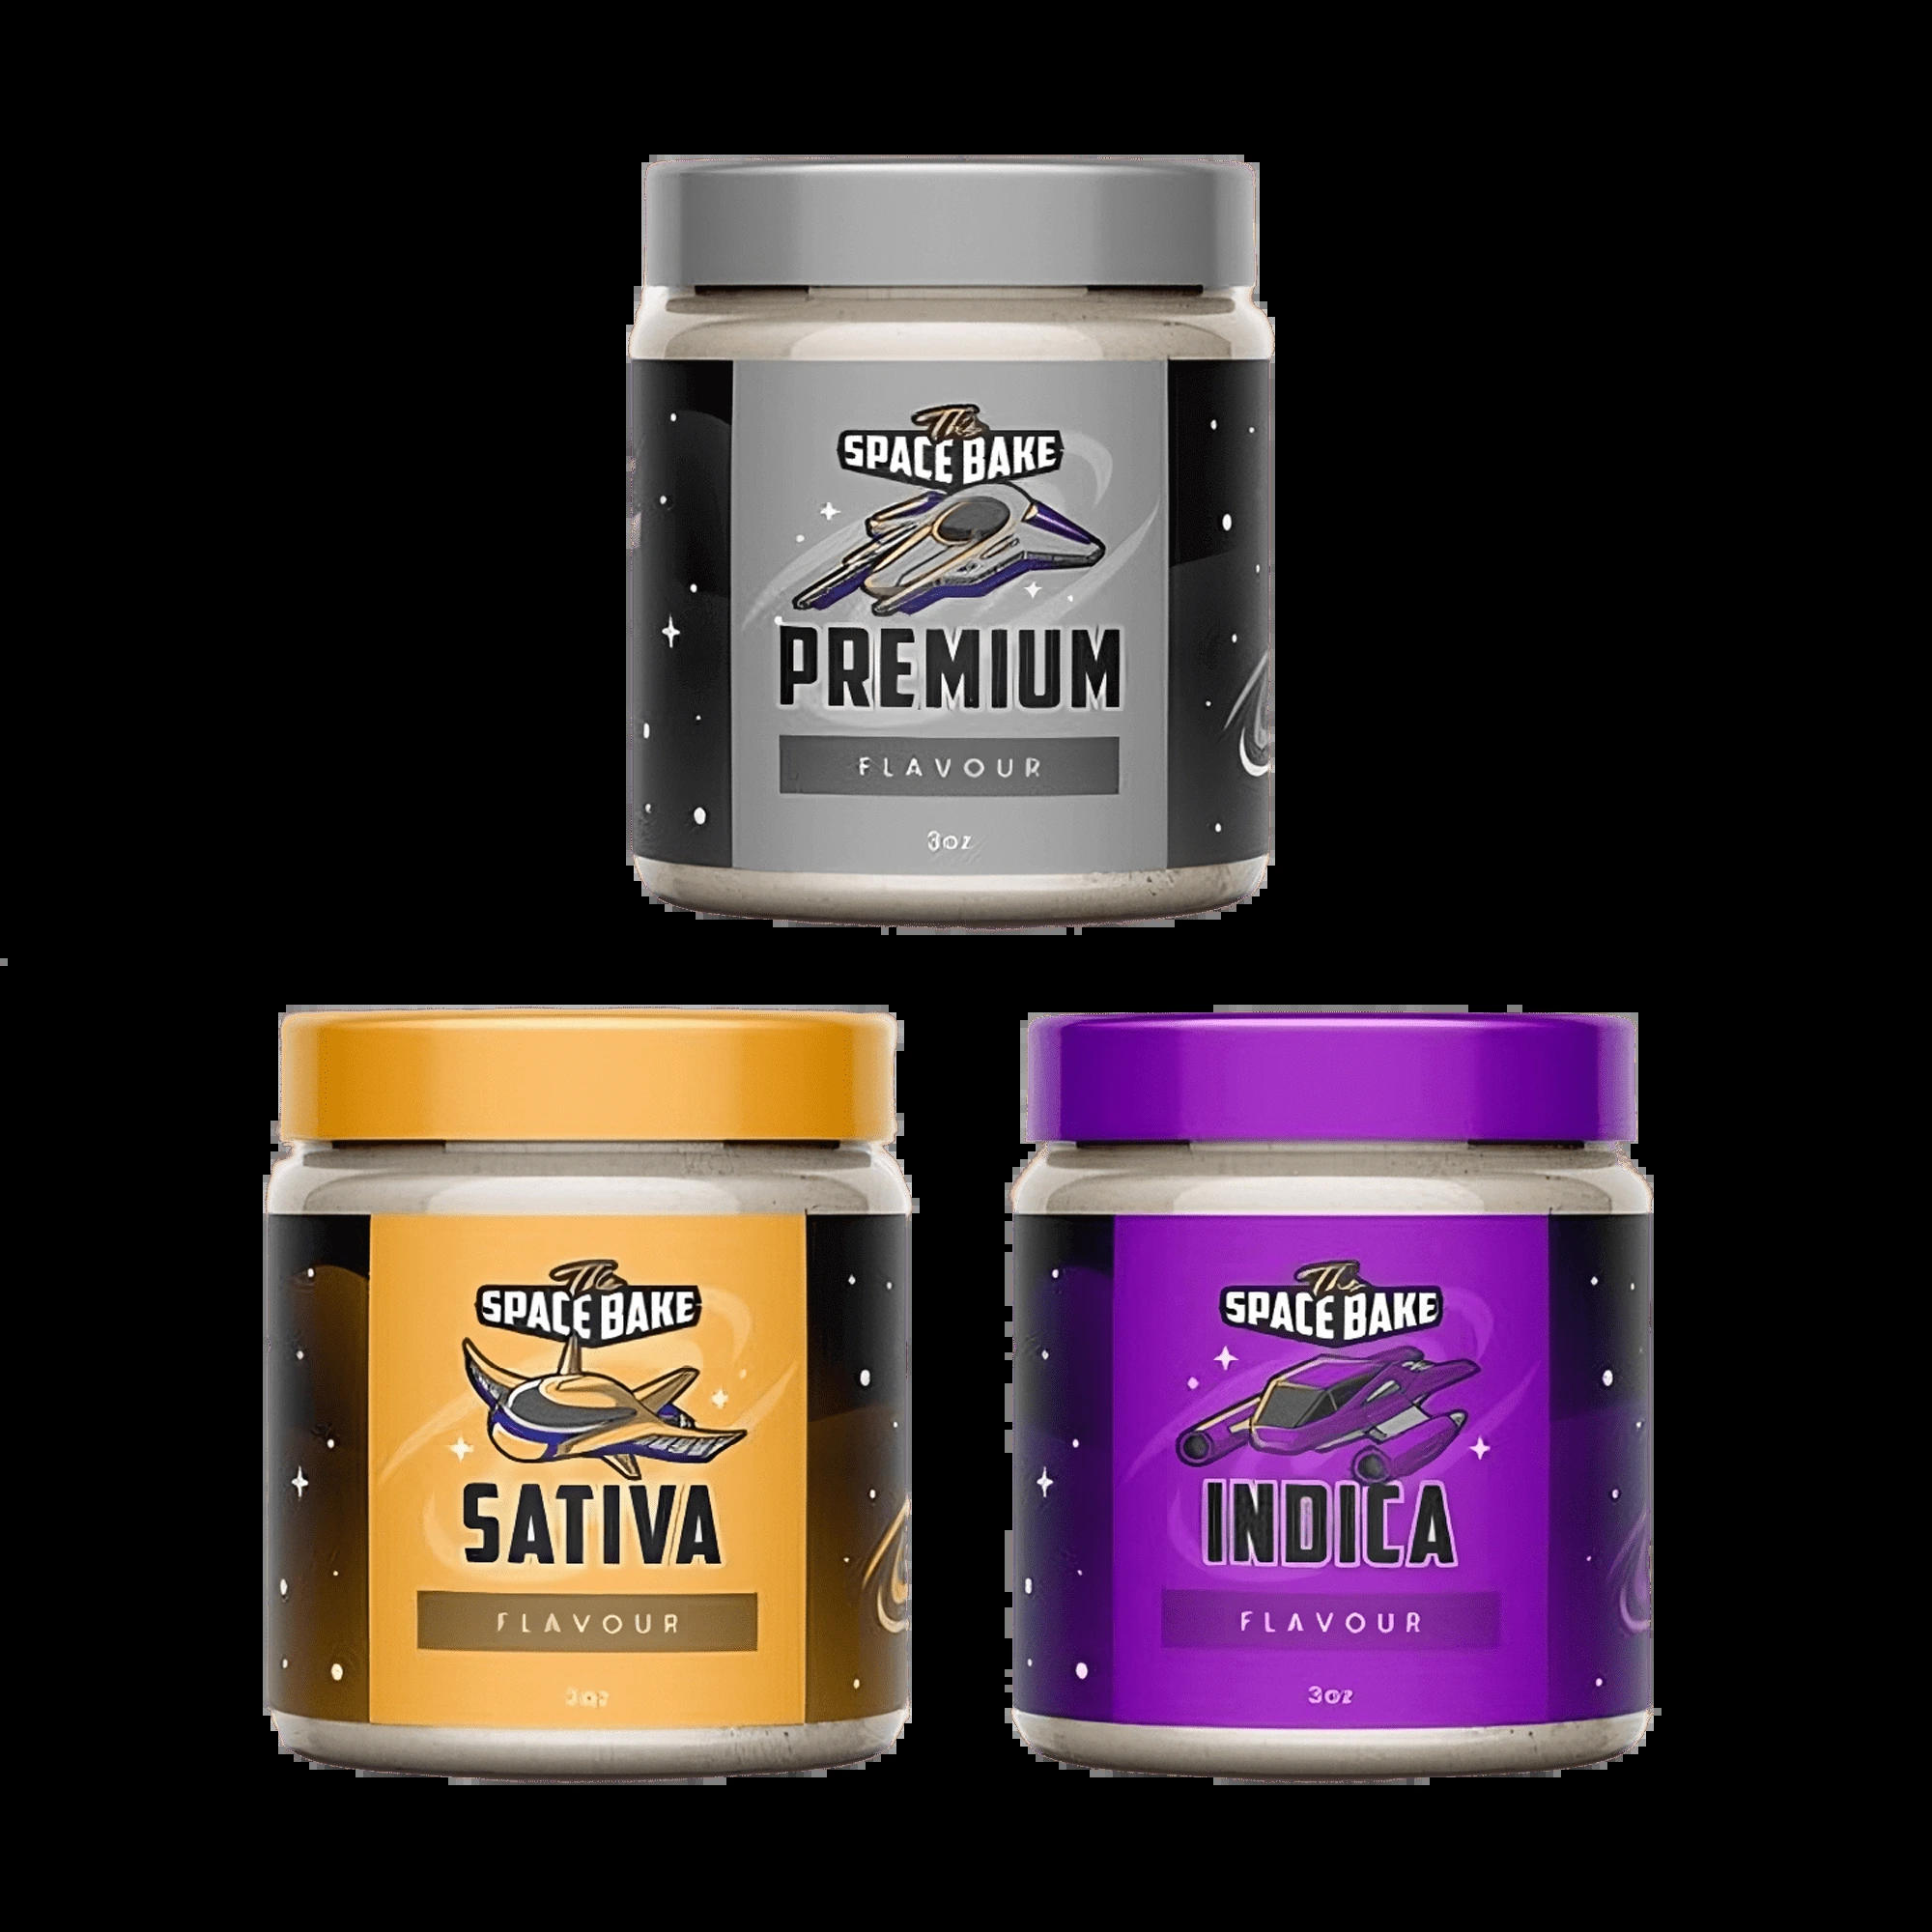 The
SPACE BAKE
PREMIUM
FLAVOUR
3oz
The
SPACE BAKE
SATIVA
FLAVOUR
The
SPACE BAKE
INDICA
FLAVOUR
3oz